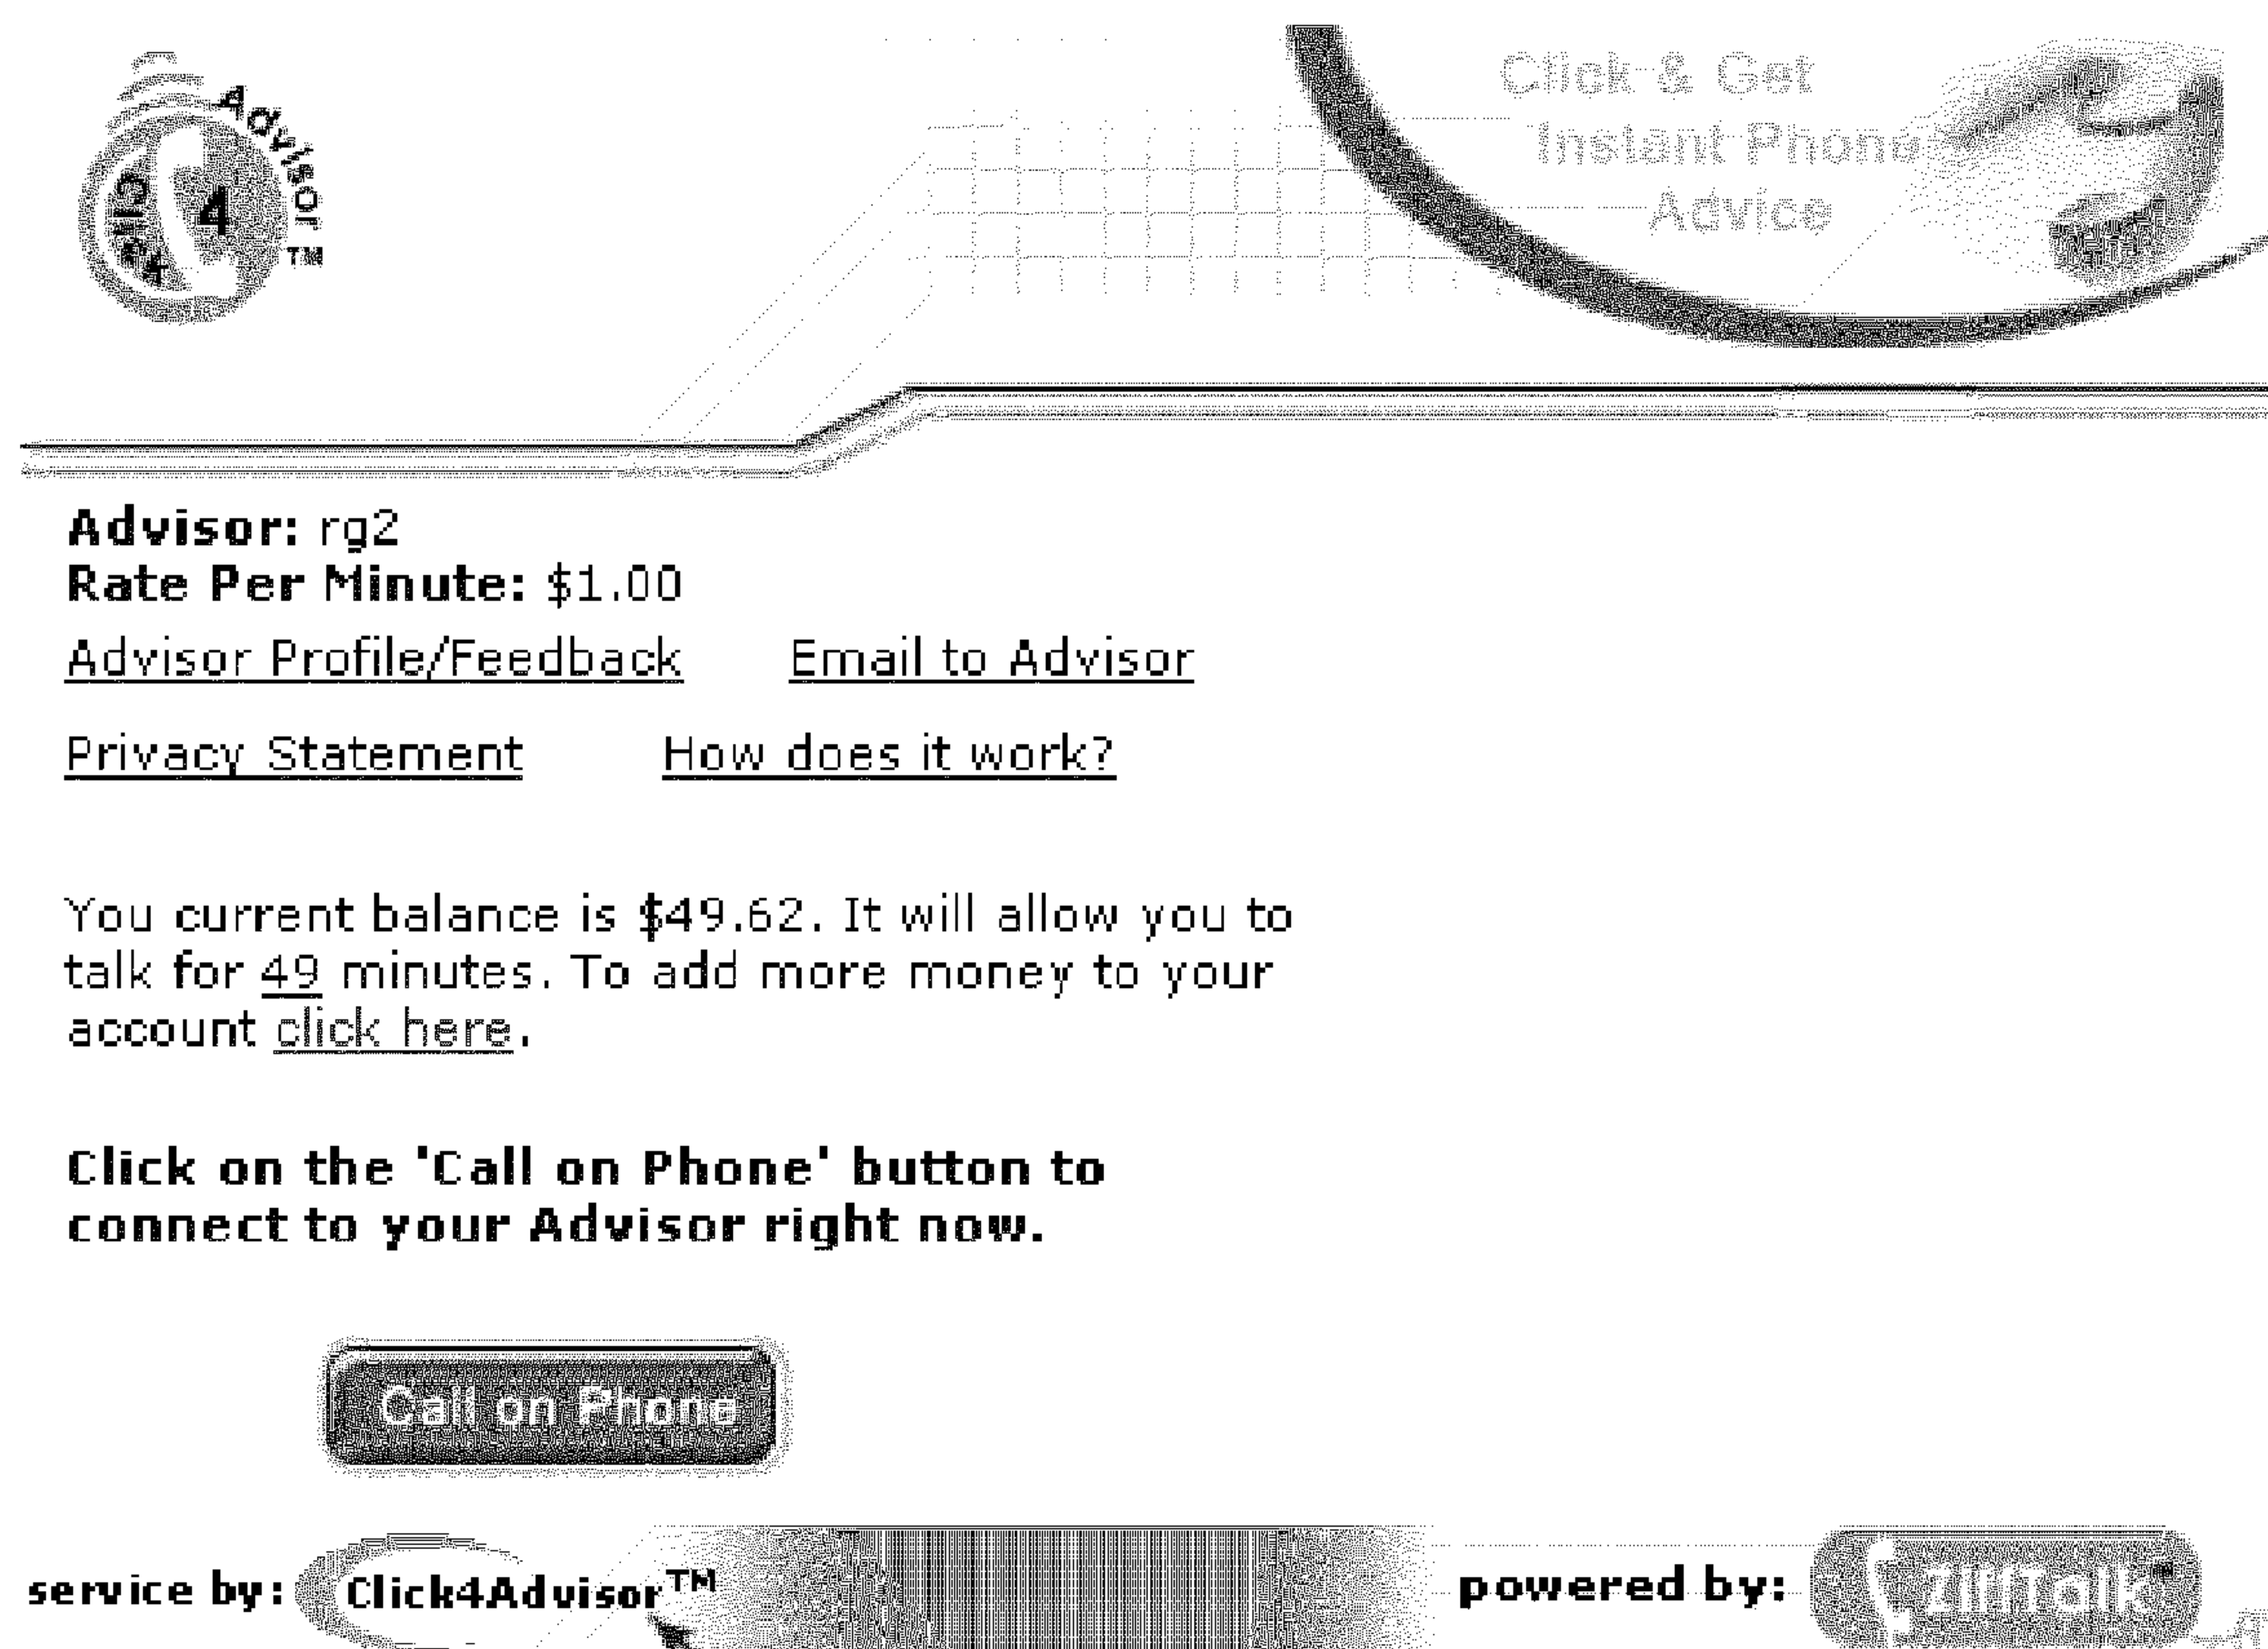 Click 4 Advisor ™
Click & Get
Instant Phone
Advice
Advisor: rg2
Rate Per Minute: $1.00
Advisor Profile/Feedback Email to Advisor
Privacy Statement How does it work?
You current balance is $49.62. It will allow you to
talk for 49 minutes. To add more money to your
account click here.
Click on the 'Call on Phone' button to
connect to your Advisor right now.
Call on Phone
service by: Click4Advisor™ powered by: